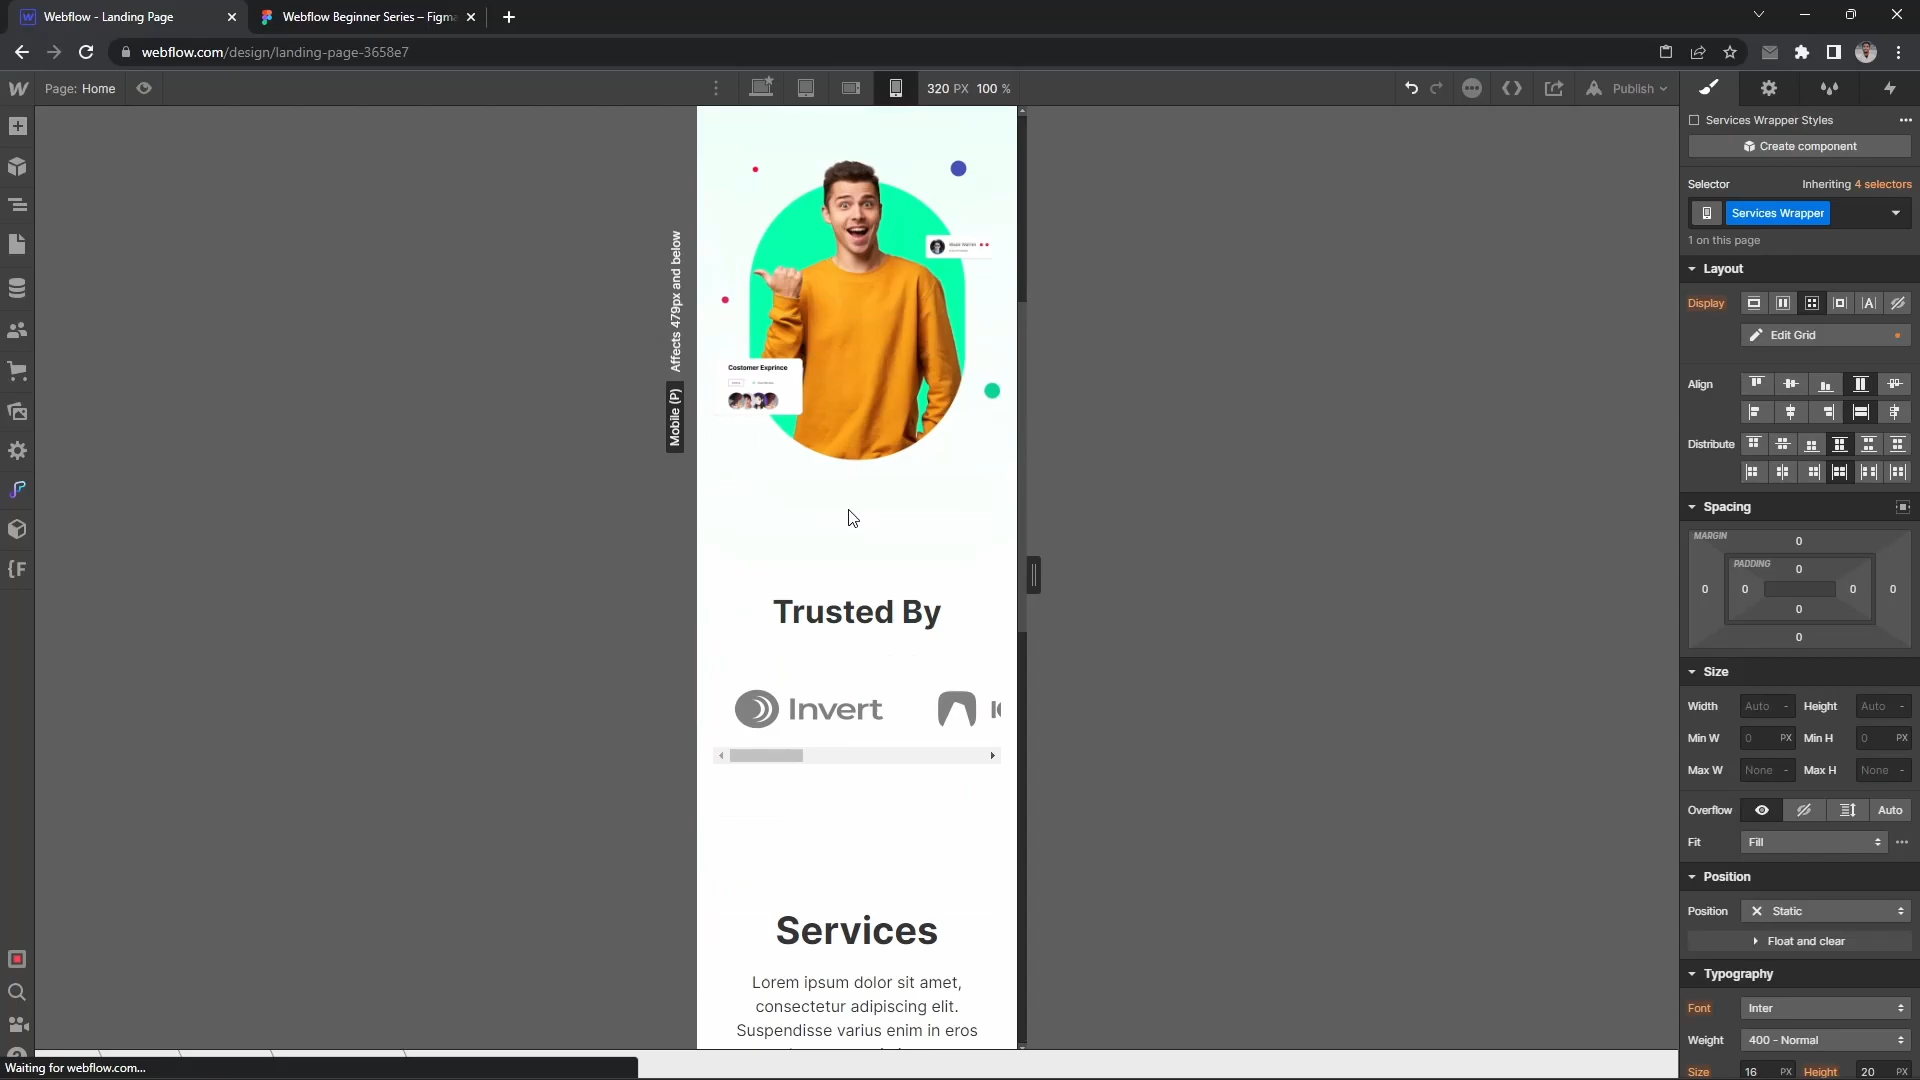 Webflow - Landing Page
Webflow Beginner Series – Figma
webflow.com/design/landing-page-3658e7
Page: Home
320 PX 100 %
Publish
Services Wrapper Styles
Create component
Selector
Inheriting 4 selectors
Services Wrapper
1 on this page
Layout
Display
Edit Grid
Align
Distribute
Spacing
MARGIN
0
PADDING
0
0 0 0 0
0
0
Size
Width Auto - Height Auto -
Min W 0 PX Min H 0 PX
Max W None - Max H None -
Overflow Auto
Fit Fill
Position
Position Static
Float and clear
Typography
Font Inter
Weight 400 - Normal
Size 16 PX Height 20 PX
Affects 479px and below
Mobile (P)
Costomer Exprince
Trusted By
Invert
Services
Lorem ipsum dolor sit amet,
consectetur adipiscing elit.
Suspendisse varius enim in eros
Waiting for webflow.com...